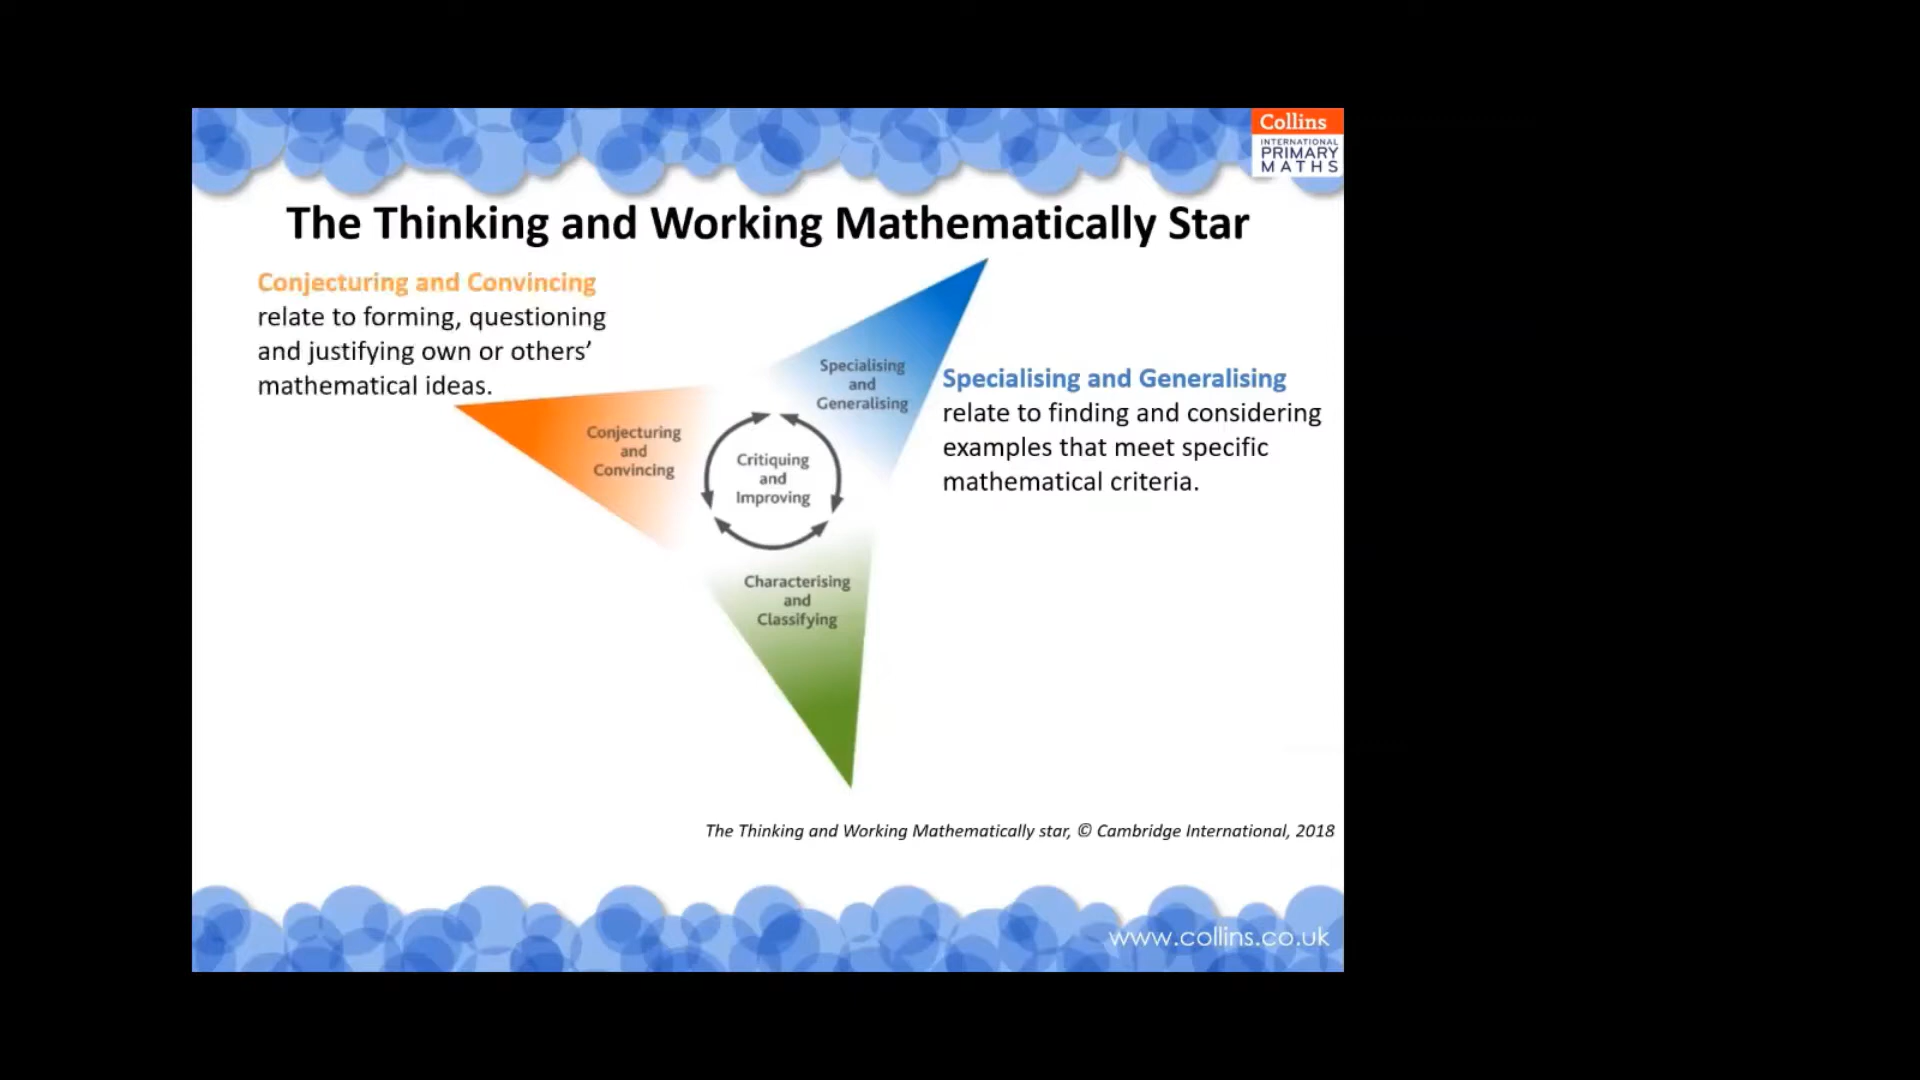 Collins
INTERNATIONAL
PRIMARY
MATHS
The Thinking and Working Mathematically Star
Conjecturing and Convincing
relate to forming, questioning
and justifying own or others’
mathematical ideas.
Specialising
and
Generalising
Specialising and Generalising
relate to finding and considering
examples that meet specific
mathematical criteria.
Conjecturing
and
Convincing
Critiquing
and
Improving
Characterising
and
Classifying
The Thinking and Working Mathematically star, © Cambridge International, 2018
www.collins.co.uk